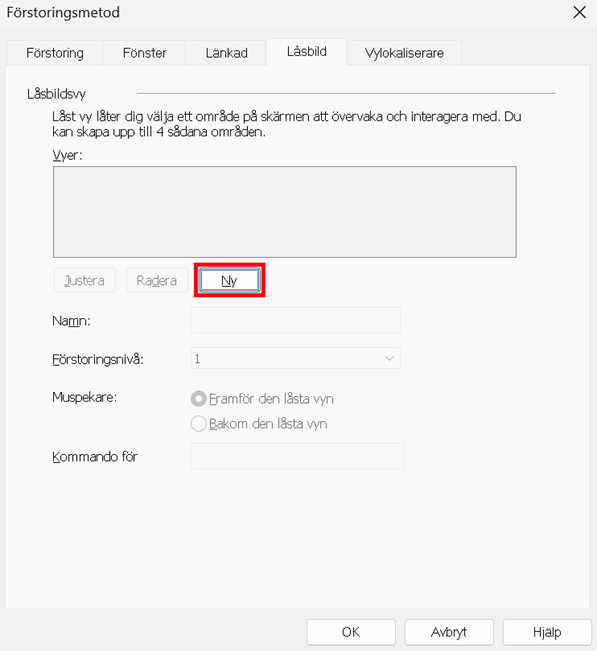 Förstoringsmetod
Förstoring
Fönster
Länkad
Låsbild
Vylokaliserare
Låsbildsvy
Låst vy låter dig välja ett område på skärmen att övervaka och interagera med. Du
kan skapa upp till 4 sådana områden.
Vyer:
Justera
Radera
Ny
Namn:
Förstoringsnivå:
1
Muspekare:
Framför den låsta vyn
Bakom den låsta vyn
Kommando för
OK
Avbryt
Hjälp